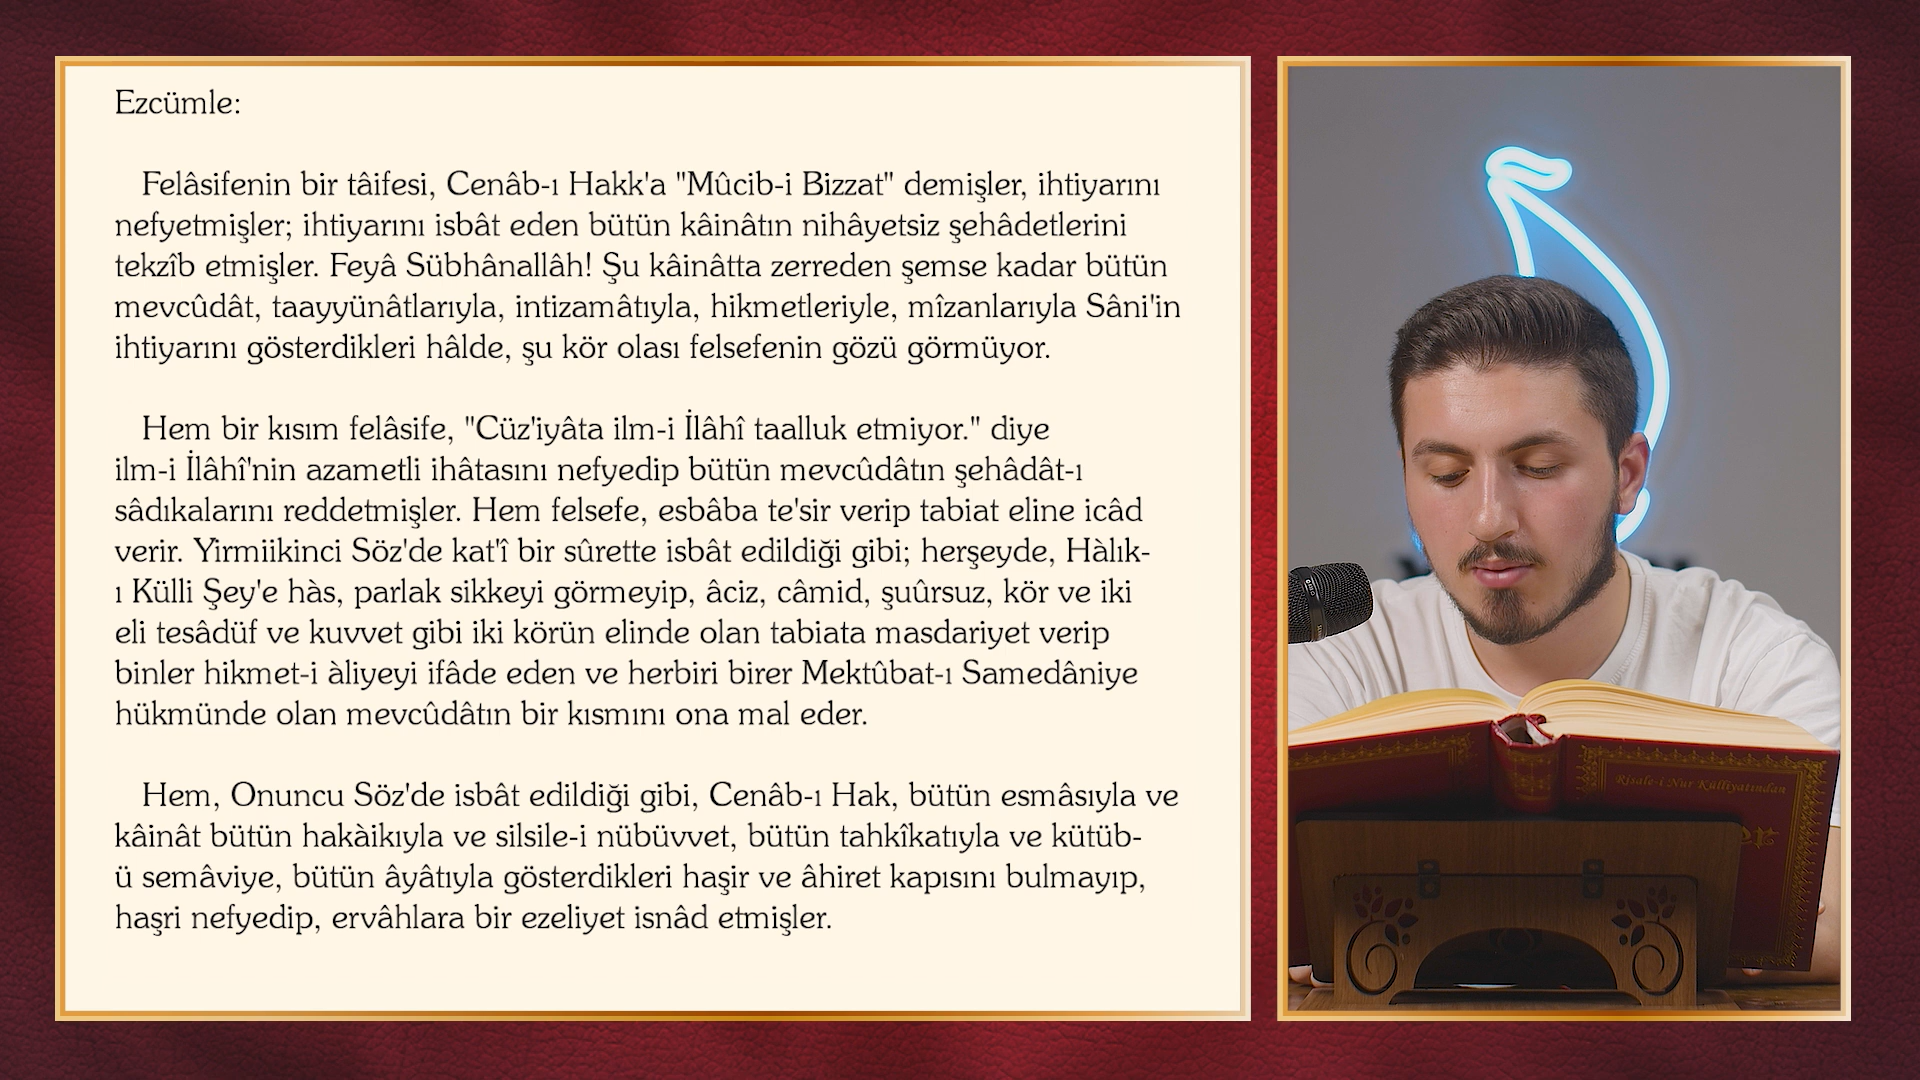 Ezcümle:
Felâsifenin bir tâifesi, Cenâb-ı Hakk'a "Mûcib-i Bizzat" demişler, ihtiyarını
nefyetmişler; ihtiyarını isbât eden bütün kâinâtın nihâyetsiz şehâdetlerini
tekzîb etmişler. Feyâ Sübhânallâh! Şu kâinâtta zerreden şemse kadar bütün
mevcûdât, taayyünâtlarıyla, intizamâtıyla, hikmetleriyle, mîzanlarıyla Sâni'in
ihtiyarını gösterdikleri hâlde, şu kör olası felsefenin gözü görmüyor.
Hem bir kısım felâsife, "Cüz'iyâta ilm-i İlâhî taalluk etmiyor." diye
ilm-i İlâhî'nin azametli ihâtasını nefyedip bütün mevcûdâtın şehâdât-ı
sâdıkalarını reddetmişler. Hem felsefe, esbâba te'sir verip tabiat eline icâd
verir. Yirmiikinci Söz'de kat'î bir sûrette isbât edildiği gibi; herşeyde, Hàlık-
ı Külli Şey'e hàs, parlak sikkeyi görmeyip, âciz, câmid, şuûrsuz, kör ve iki
eli tesâdüf ve kuvvet gibi iki körün elinde olan tabiata masdariyet verip
binler hikmet-i àliyeyi ifâde eden ve herbiri birer Mektûbat-ı Samedâniye
hükmünde olan mevcûdâtın bir kısmını ona mal eder.
Hem, Onuncu Söz'de isbât edildiği gibi, Cenâb-ı Hak, bütün esmâsıyla ve
kâinât bütün hakàikıyla ve silsile-i nübüvvet, bütün tahkîkatıyla ve kütüb-
ü semâviye, bütün âyâtıyla gösterdikleri haşir ve âhiret kapısını bulmayıp,
haşri nefyedip, ervâhlara bir ezeliyet isnâd etmişler.
Risale-i Nur Külliyatından